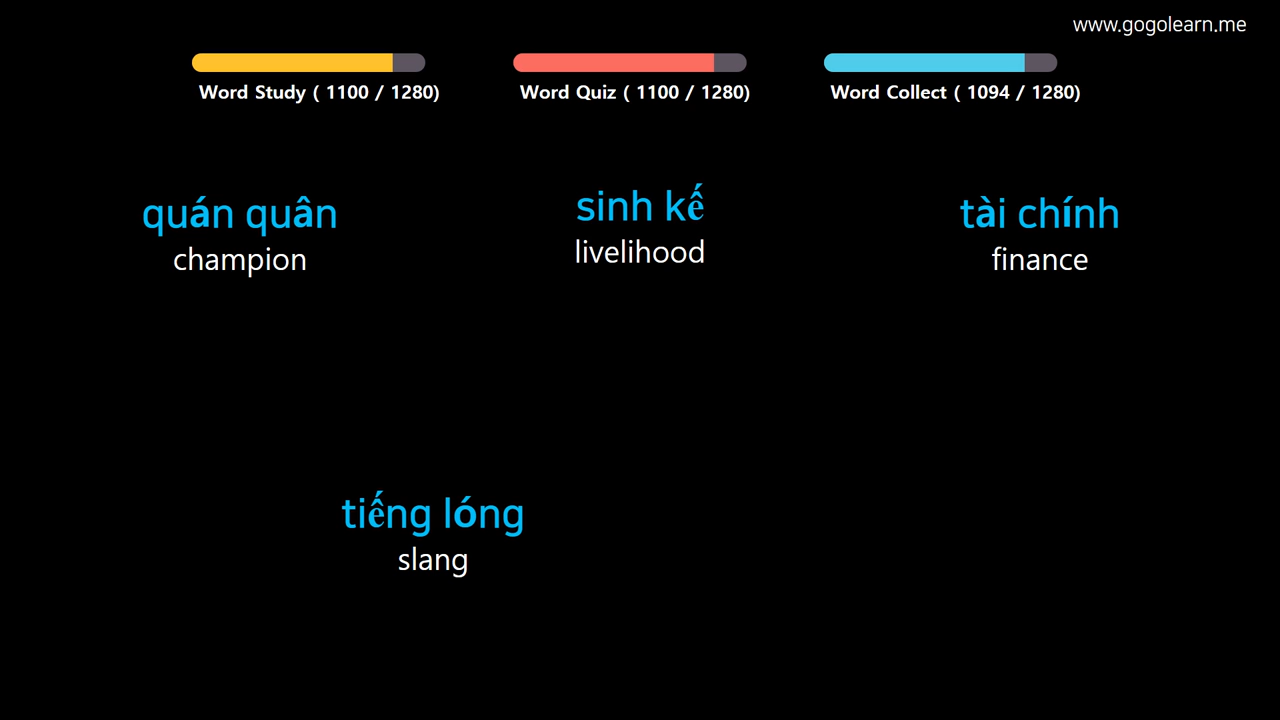 www.gogolearn.me
Word Study ( 1100 / 1280)
Word Quiz ( 1100 / 1280)
Word Collect ( 1094 / 1280)
quán quân
champion
sinh kế
livelihood
tài chính
finance
tiếng lóng
slang